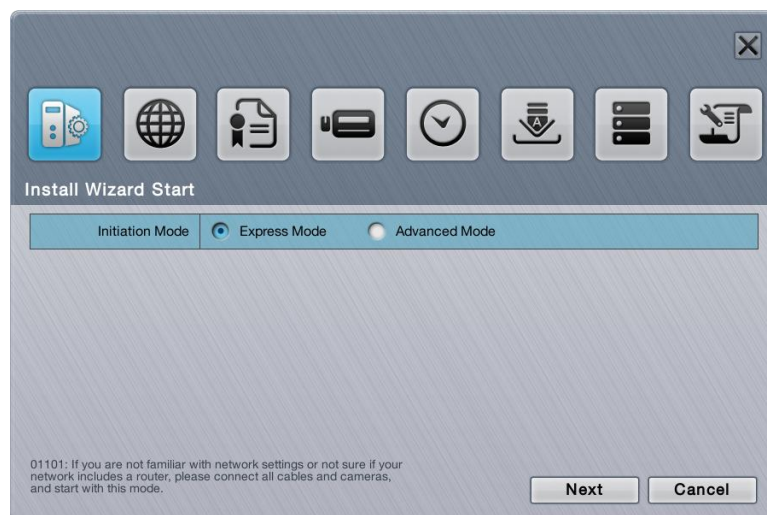 Install Wizard Start
Initiation Mode Express Mode Advanced Mode
01101: If you are not familiar with network settings or not sure if your
network includes a router, please connect all cables and cameras,
and start with this mode.
Next Cancel